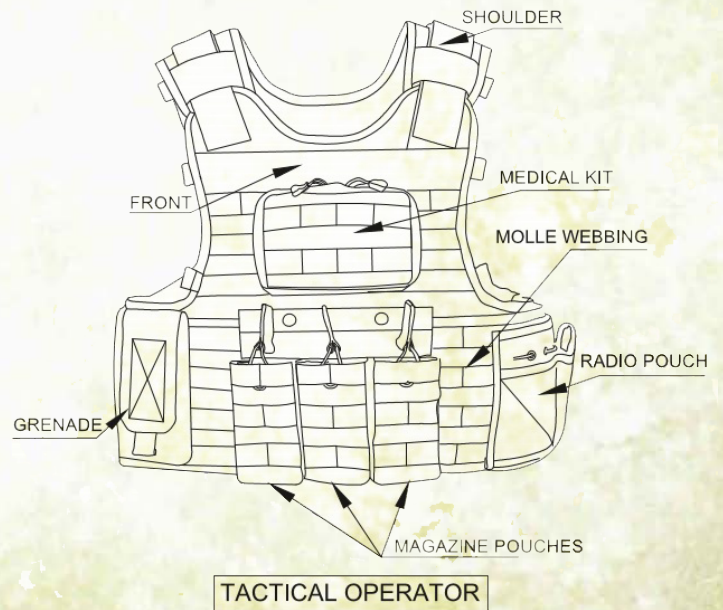 SHOULDER
FRONT
MEDICAL KIT
MOLLE WEBBING
RADIO POUCH
GRENADE
MAGAZINE POUCHES
TACTICAL OPERATOR